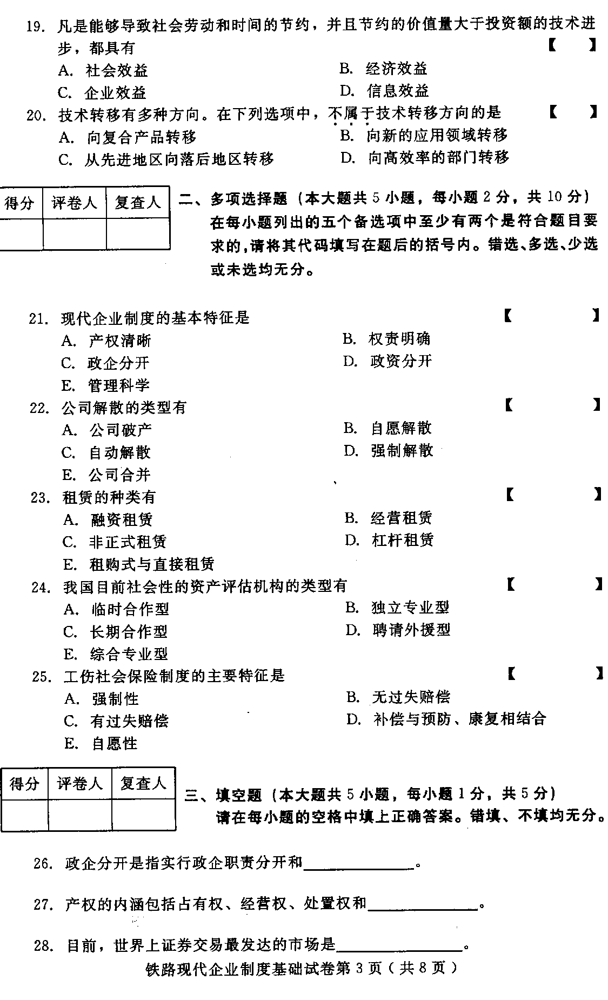 19. 凡是能够导致社会劳动和时间的节约，并且节约的价值量大于投资额的技术进
步，都具有 【 】
A. 社会效益 B. 经济效益
C. 企业效益 D. 信息效益
20. 技术转移有多种方向。在下列选项中，不属于技术转移方向的是 【 】
A. 向复合产品转移 B. 向新的应用领域转移
C. 从先进地区向落后地区转移 D. 向高效率的部门转移
得分 评卷人 复查人
二、多项选择题（本大题共 5 小题，每小题 2 分，共 10 分）
在每小题列出的五个备选项中至少有两个是符合题目要
求的,请将其代码填写在题后的括号内。错选、多选、少选
或未选均无分。
21. 现代企业制度的基本特征是 【 】
A. 产权清晰 B. 权责明确
C. 政企分开 D. 政资分开
E. 管理科学
22. 公司解散的类型有 【 】
A. 公司破产 B. 自愿解散
C. 自动解散 D. 强制解散
E. 公司合并
23. 租赁的种类有 【 】
A. 融资租赁 B. 经营租赁
C. 非正式租赁 D. 杠杆租赁
E. 租购式与直接租赁
24. 我国目前社会性的资产评估机构的类型有 【 】
A. 临时合作型 B. 独立专业型
C. 长期合作型 D. 聘请外援型
E. 综合专业型
25. 工伤社会保险制度的主要特征是 【 】
A. 强制性 B. 无过失赔偿
C. 有过失赔偿 D. 补偿与预防、康复相结合
E. 自愿性
得分 评卷人 复查人
三、填空题（本大题共 5 小题，每小题 1 分，共 5 分）
请在每小题的空格中填上正确答案。错填、不填均无分。
26. 政企分开是指实行政企职责分开和______________。
27. 产权的内涵包括占有权、经营权、处置权和______________。
28. 目前，世界上证券交易最发达的市场是________________。
铁路现代企业制度基础试卷第 3 页（共 8 页）